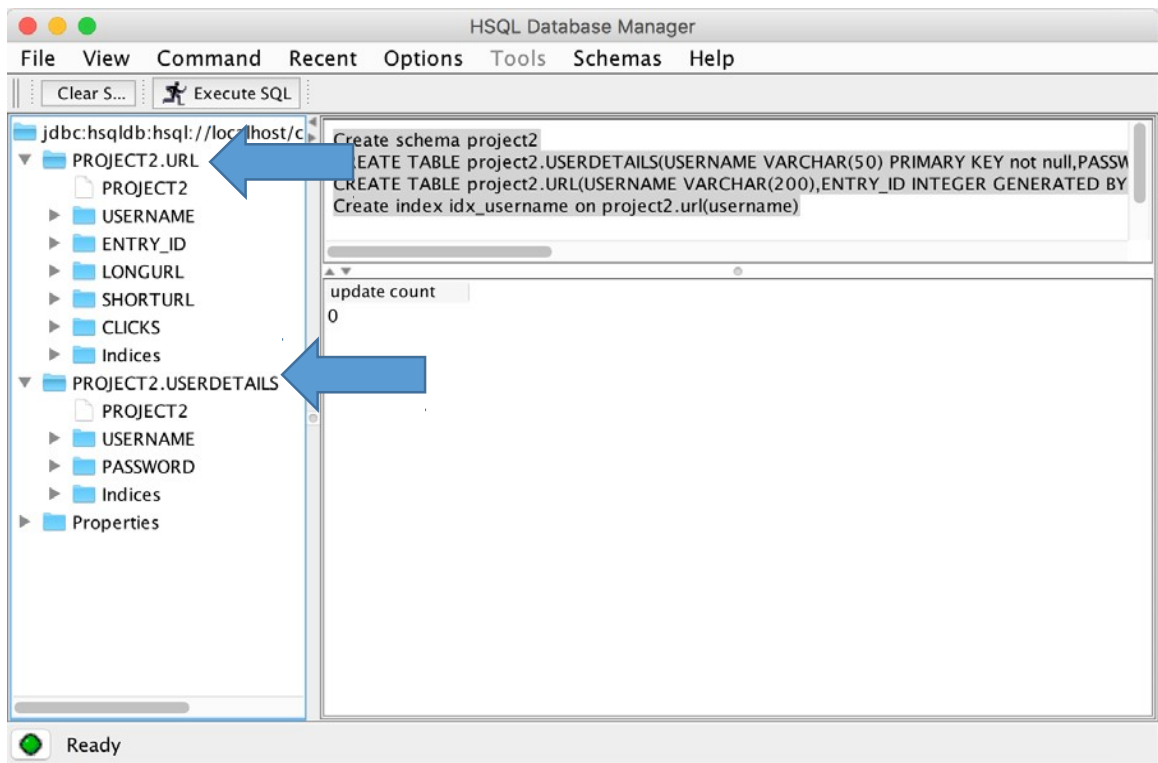 HSQL Database Manager
File View Command Recent Options Tools Schemas Help
Clear S... Execute SQL
jdbc:hsqldb:hsql://localhost/c
PROJECT2.URL
PROJECT2
USERNAME
ENTRY_ID
LONGURL
SHORTURL
CLICKS
Indices
PROJECT2.USERDETAILS
PROJECT2
USERNAME
PASSWORD
Indices
Properties
Create schema project2
CREATE TABLE project2.USERDETAILS(USERNAME VARCHAR(50) PRIMARY KEY not null,PASSW
CREATE TABLE project2.URL(USERNAME VARCHAR(200),ENTRY_ID INTEGER GENERATED BY
Create index idx_username on project2.url(username)
update count
0
Ready